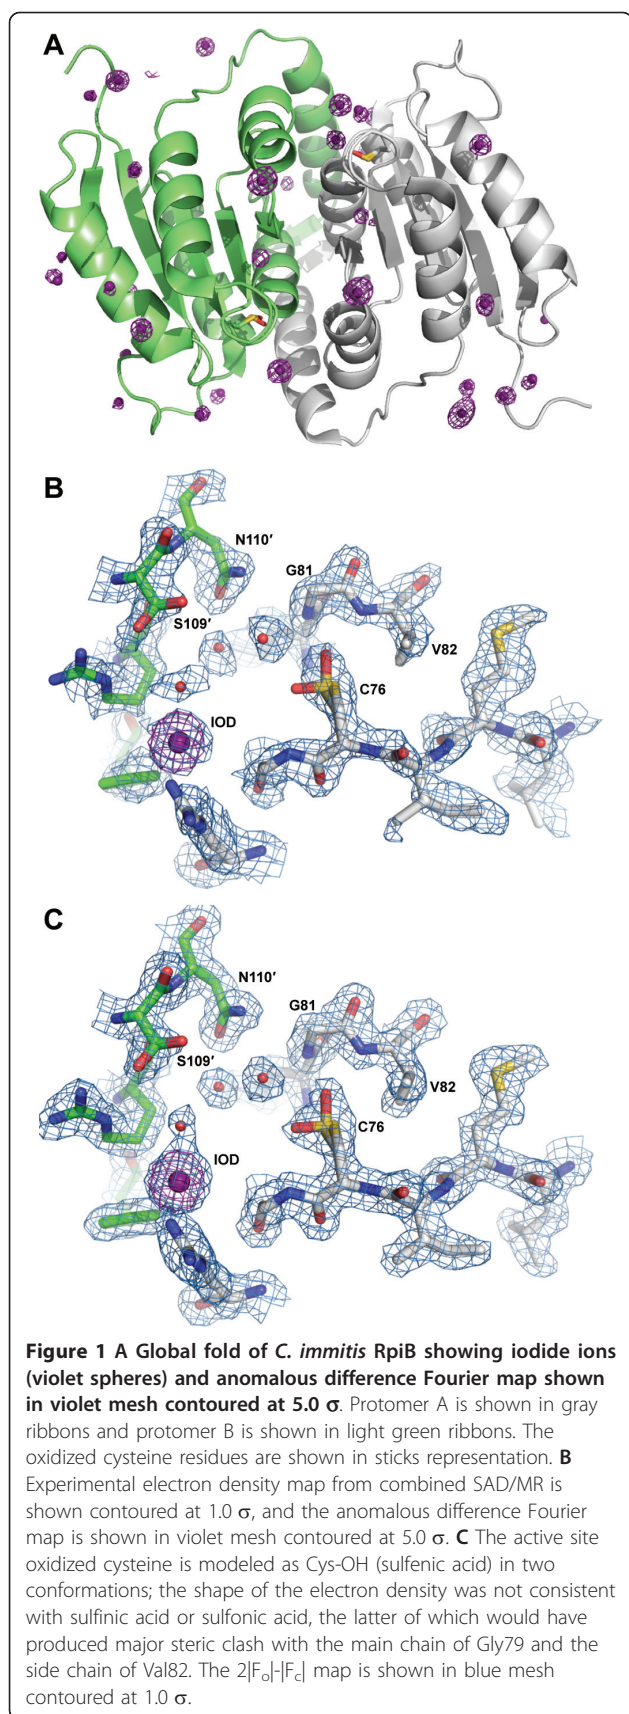 A
B
N110′
G81
S109′
V82
C76
IOD
C
N110′
G81
S109′
V82
C76
IOD
Figure 1 A Global fold of C. immitis RpiB showing iodide ions
(violet spheres) and anomalous difference Fourier map shown
in violet mesh contoured at 5.0 σ. Protomer A is shown in gray
ribbons and protomer B is shown in light green ribbons. The
oxidized cysteine residues are shown in sticks representation. B
Experimental electron density map from combined SAD/MR is
shown contoured at 1.0 σ, and the anomalous difference Fourier
map is shown in violet mesh contoured at 5.0 σ. C The active site
oxidized cysteine is modeled as Cys-OH (sulfenic acid) in two
conformations; the shape of the electron density was not consistent
with sulfinic acid or sulfonic acid, the latter of which would have
produced major steric clash with the main chain of Gly79 and the
side chain of Val82. The 2|Fo|-|Fc| map is shown in blue mesh
contoured at 1.0 σ.